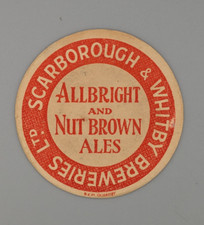 SCARBOROUGH & WHITBY BREWERIES LTD
ALLBRIGHT
AND
NUT BROWN
ALES